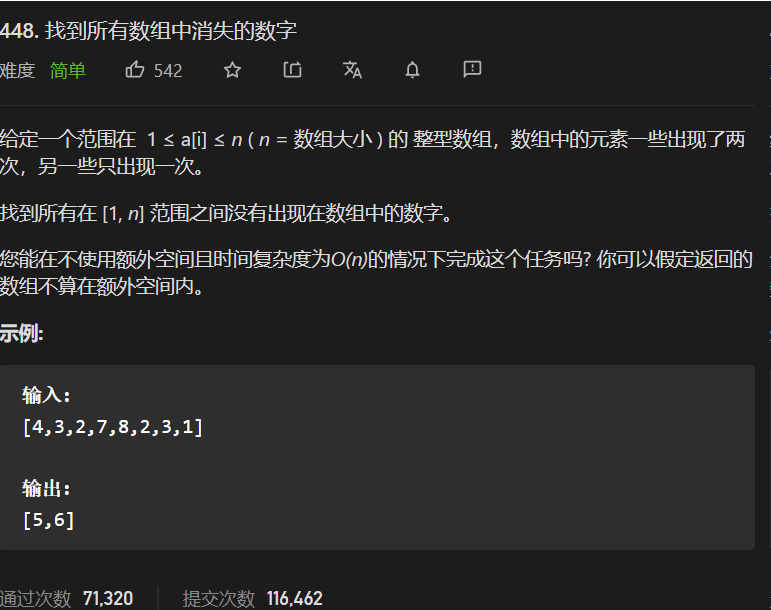 448. 找到所有数组中消失的数字
难度 简单 542
给定一个范围在 1 ≤ a[i] ≤ n ( n = 数组大小 ) 的 整型数组，数组中的元素一些出现了两
次，另一些只出现一次。
找到所有在 [1, n] 范围之间没有出现在数组中的数字。
您能在不使用额外空间且时间复杂度为O(n)的情况下完成这个任务吗? 你可以假定返回的
数组不算在额外空间内。
示例:
输入:
[4,3,2,7,8,2,3,1]
输出:
[5,6]
通过次数 71,320 提交次数 116,462